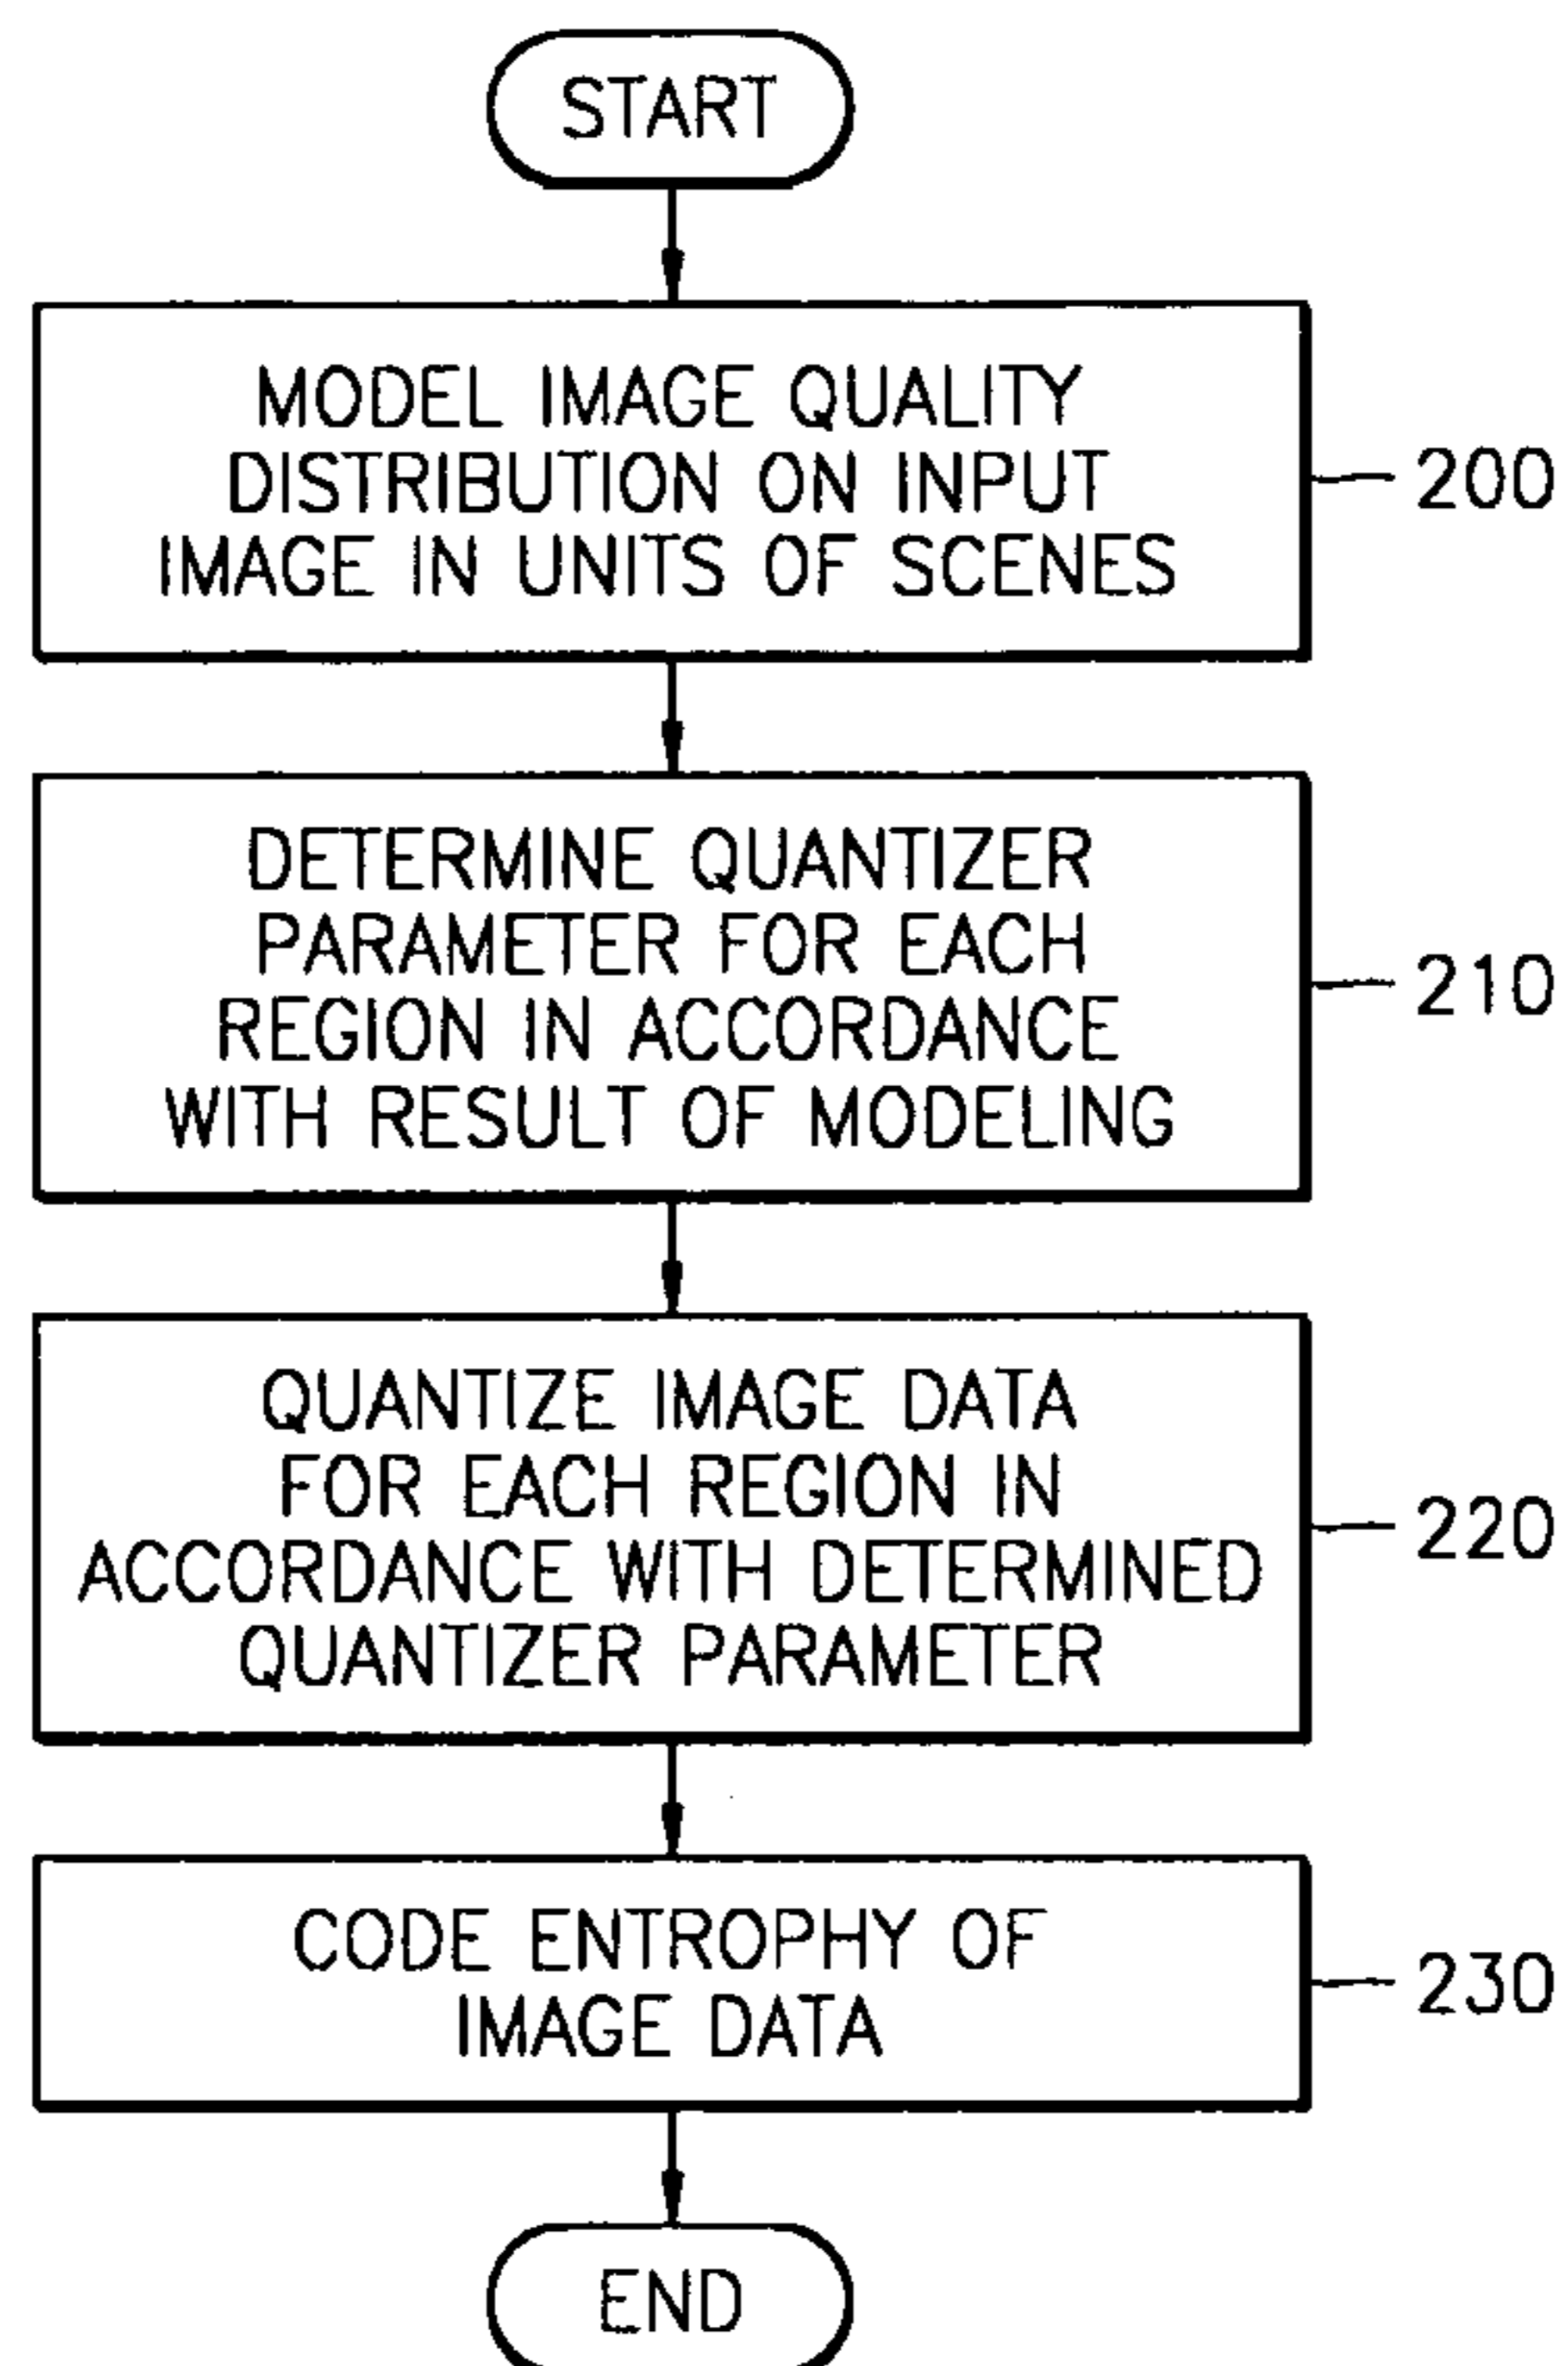 START
MODEL IMAGE QUALITY
DISTRIBUTION ON INPUT
IMAGE IN UNITS OF SCENES
200
DETERMINE QUANTIZER
PARAMETER FOR EACH
REGION IN ACCORDANCE
WITH RESULT OF MODELING
210
QUANTIZE IMAGE DATA
FOR EACH REGION IN
ACCORDANCE WITH DETERMINED
QUANTIZER PARAMETER
220
CODE ENTROPHY OF
IMAGE DATA
230
END